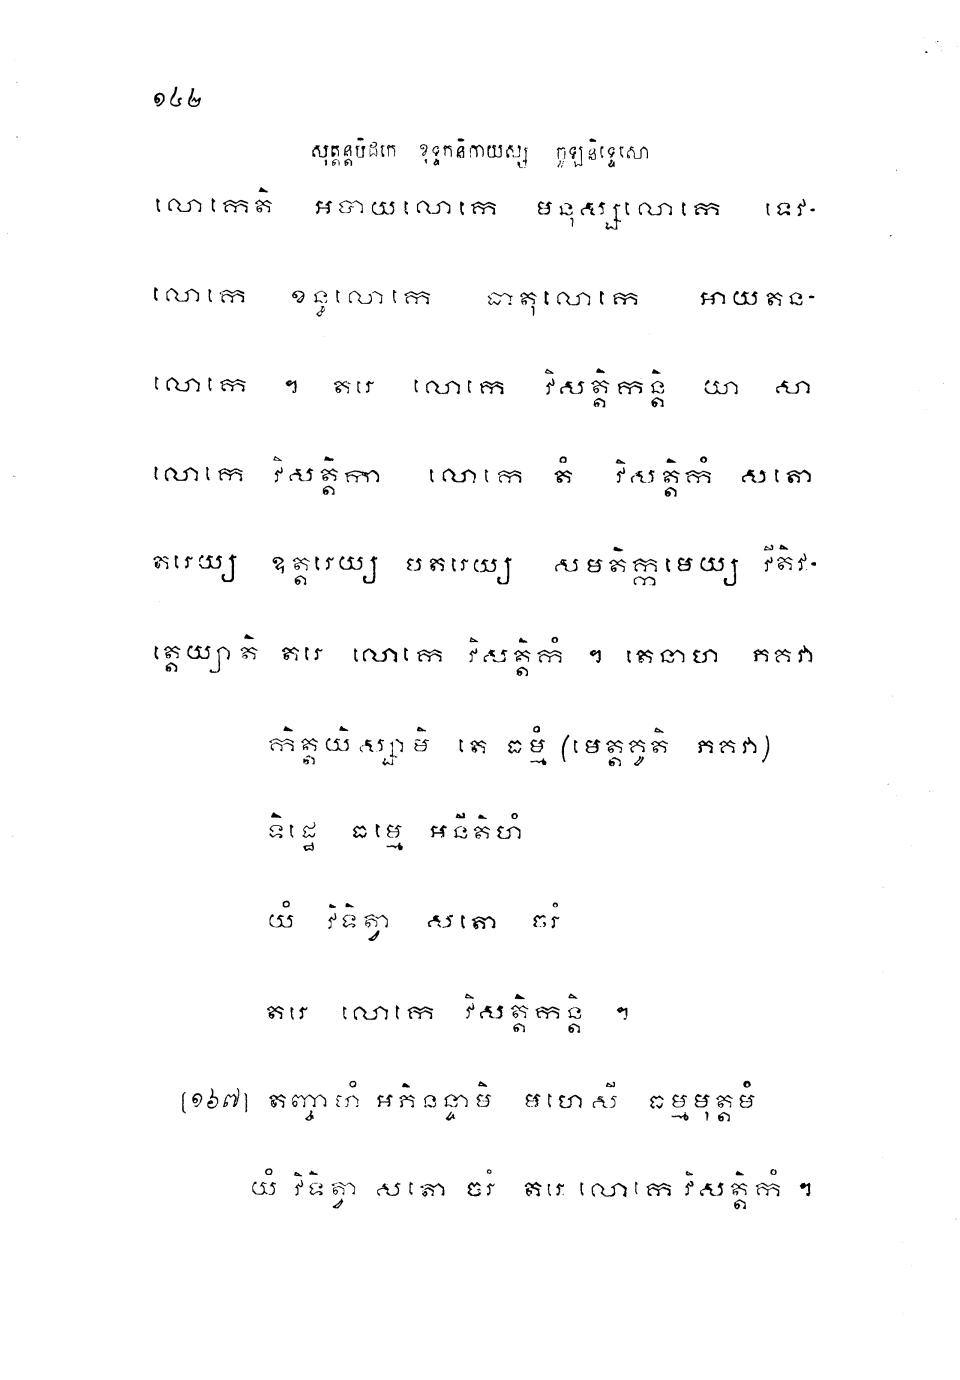 ១៤២
សុត្តន្តបិដកេ ខុទ្ទកនិកាយស្ស ចូឡនិទ្ទេសោ
លោកេតិ អបាយលោកេ មនុស្សលោកេ ទេវ-
លោកេ ខន្ធលោកេ ធាតុលោកេ អាយតន-
លោកេ ។ តរេ លោកេ វិសត្តិកន្តិ យា សា
លោកេ វិសត្តិកា លោកេ តំ វិសត្តិកំ សតោ
តរេយ្យ ឧត្តរេយ្យ បតរេយ្យ សមតិក្កមេយ្យ វីតិវ-
ត្តេយ្យាតិ តរេ លោកេ វិសត្តិកំ ។ តេនាហ ភគវា
កិត្តយិស្សាមិ តេ ធម្មំ (មេត្តគូតិ ភគវា)
ទិដ្ឋេ ធម្មេ អនីតិហំ
យំ វិទិត្វា សតោ ចរំ
តរេ លោកេ វិសត្តិកន្តិ ។
[១៦៧] តញ្ចាហំ អភិនន្ទាមិ មហេសី ធម្មមុត្តមំ
យំ វិទិត្វា សតោ ចរំ តរេ លោកេ វិសត្តិកំ ។